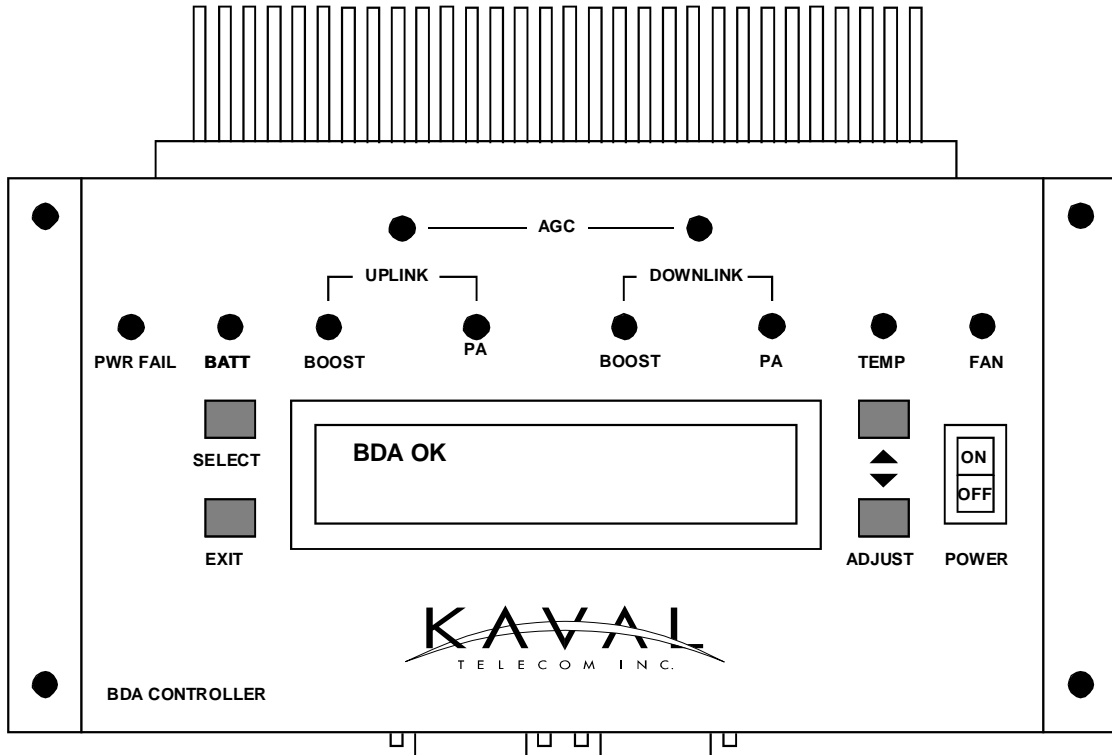 AGC
UPLINK
DOWNLINK
PWR FAIL
BATT
BOOST
PA
BOOST
PA
TEMP
FAN
SELECT
BDA OK
ON
OFF
EXIT
ADJUST
POWER
KAVAL
TELECOM INC.
BDA CONTROLLER